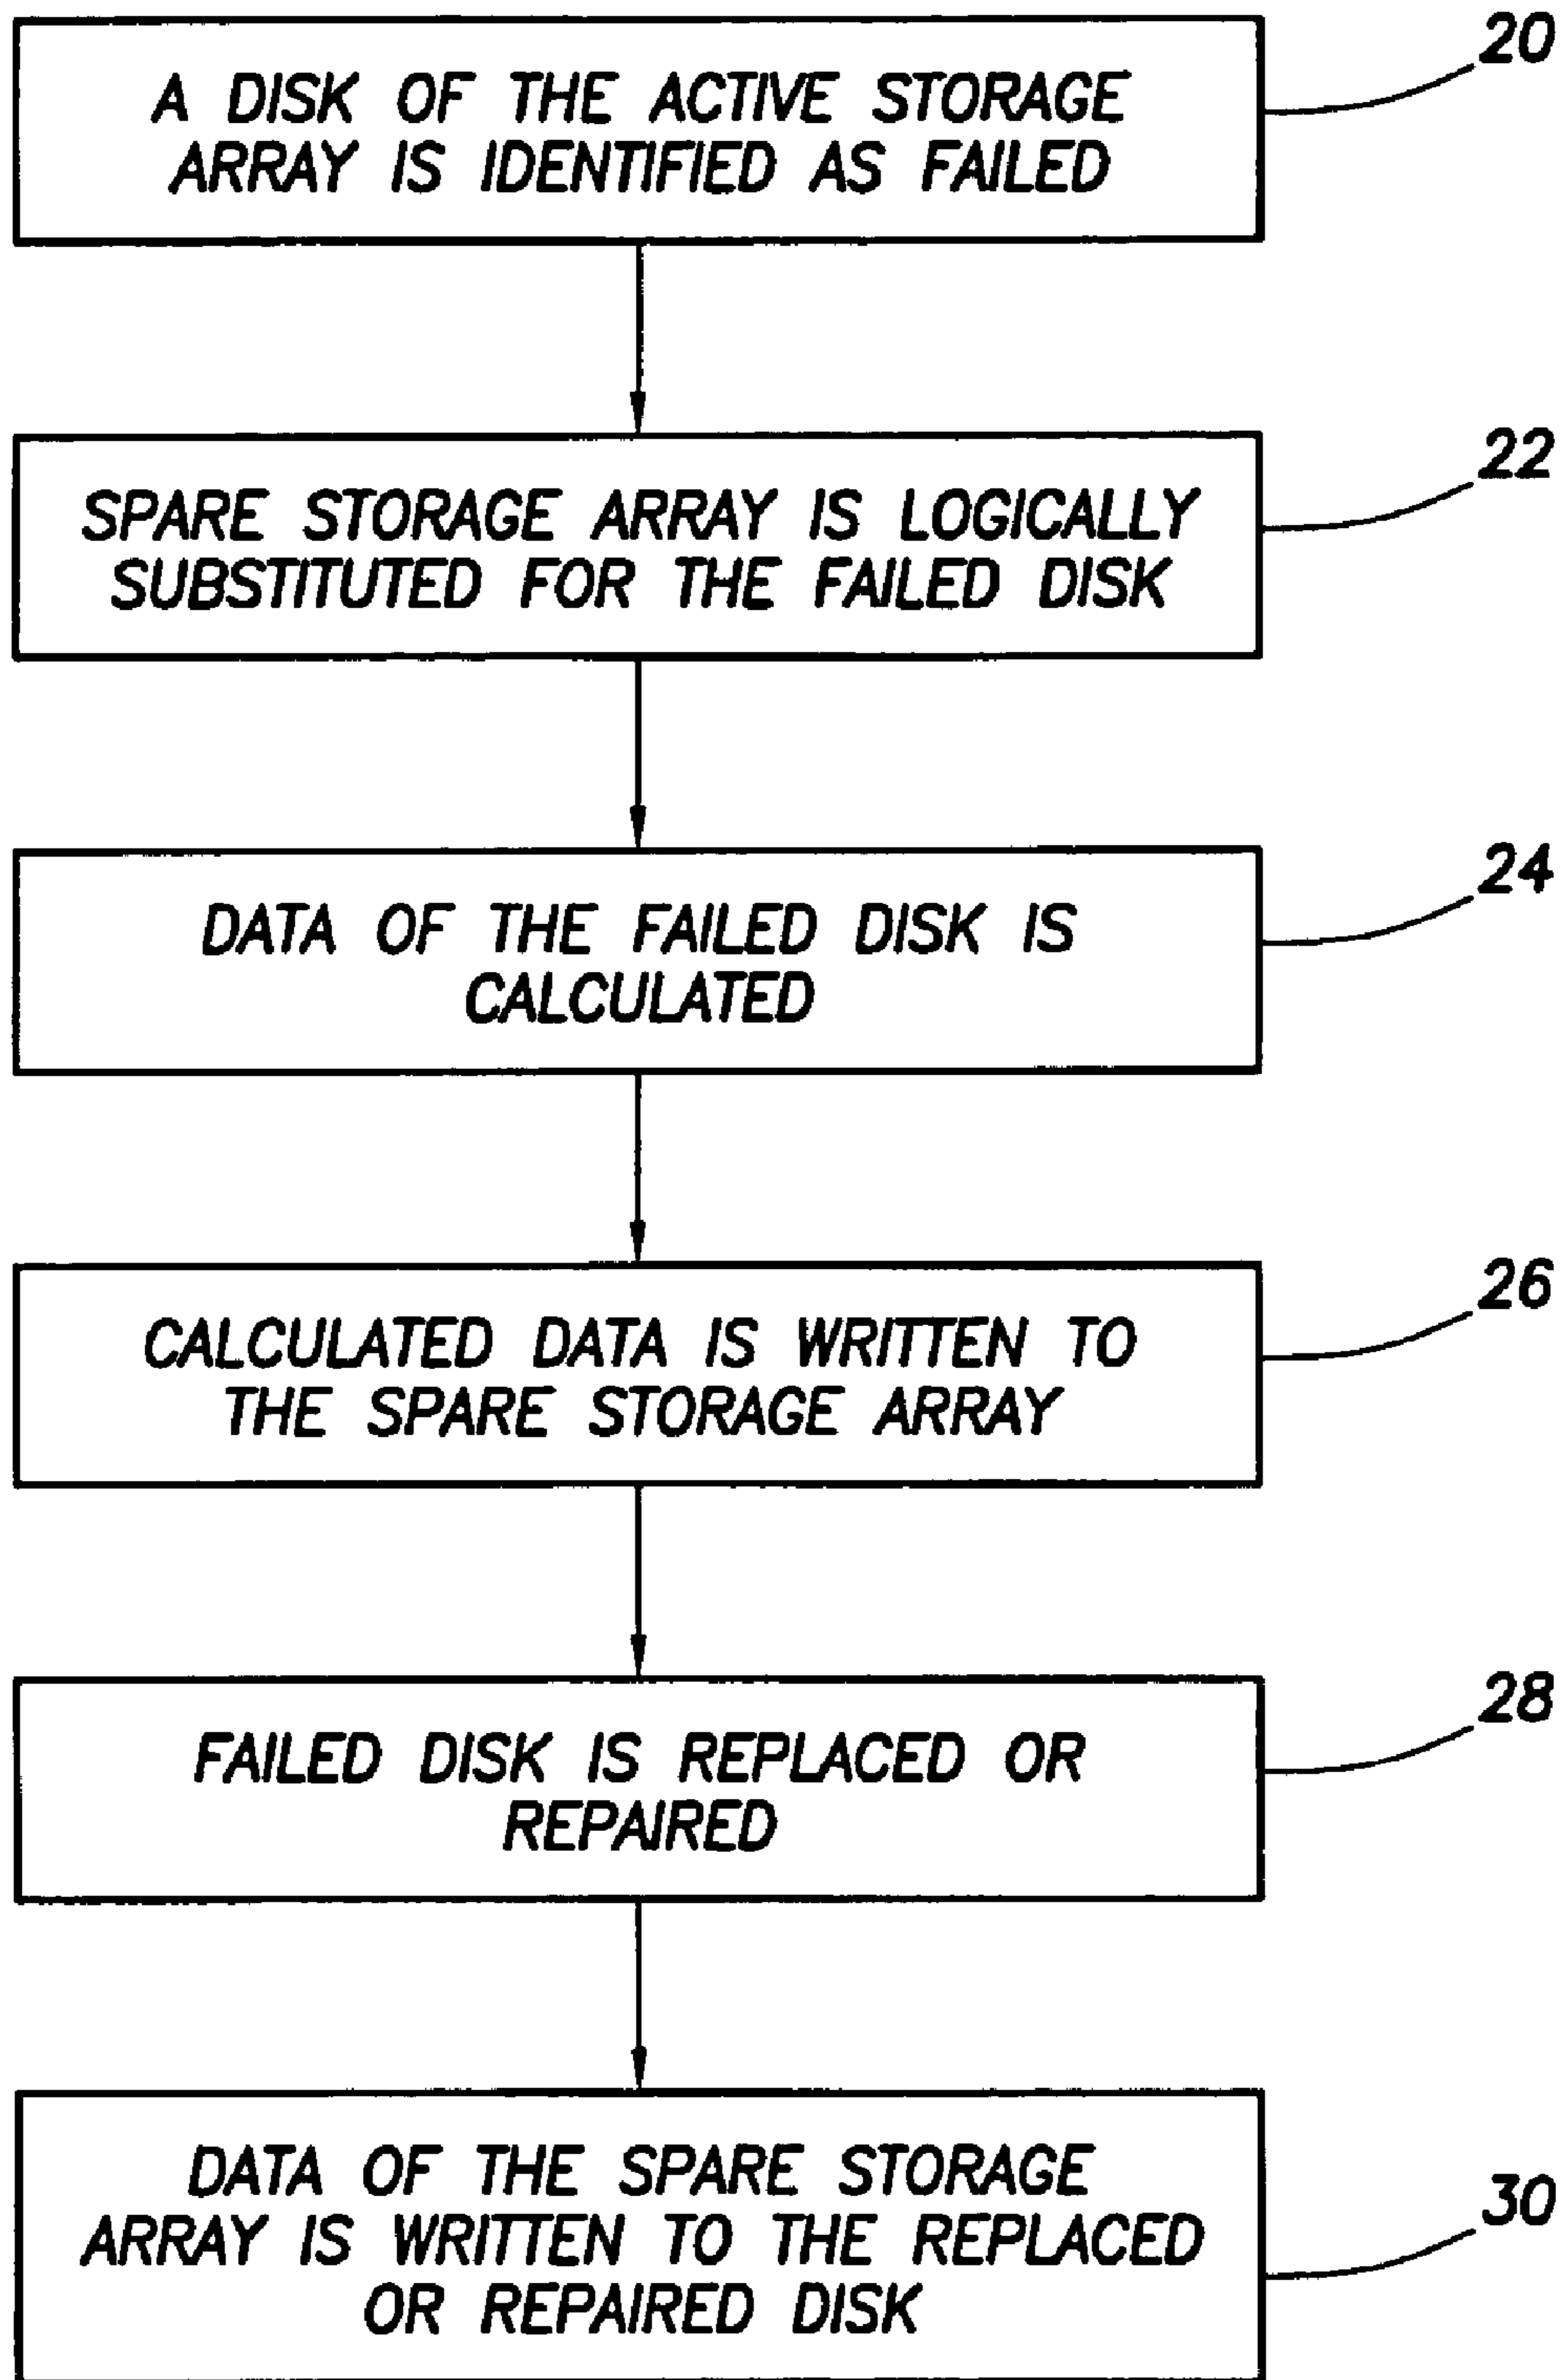 A DISK OF THE ACTIVE STORAGE
ARRAY IS IDENTIFIED AS FAILED
20
SPARE STORAGE ARRAY IS LOGICALLY
SUBSTITUTED FOR THE FAILED DISK
22
DATA OF THE FAILED DISK IS
CALCULATED
24
CALCULATED DATA IS WRITTEN TO
THE SPARE STORAGE ARRAY
26
FAILED DISK IS REPLACED OR
REPAIRED
28
DATA OF THE SPARE STORAGE
ARRAY IS WRITTEN TO THE REPLACED
OR REPAIRED DISK
30